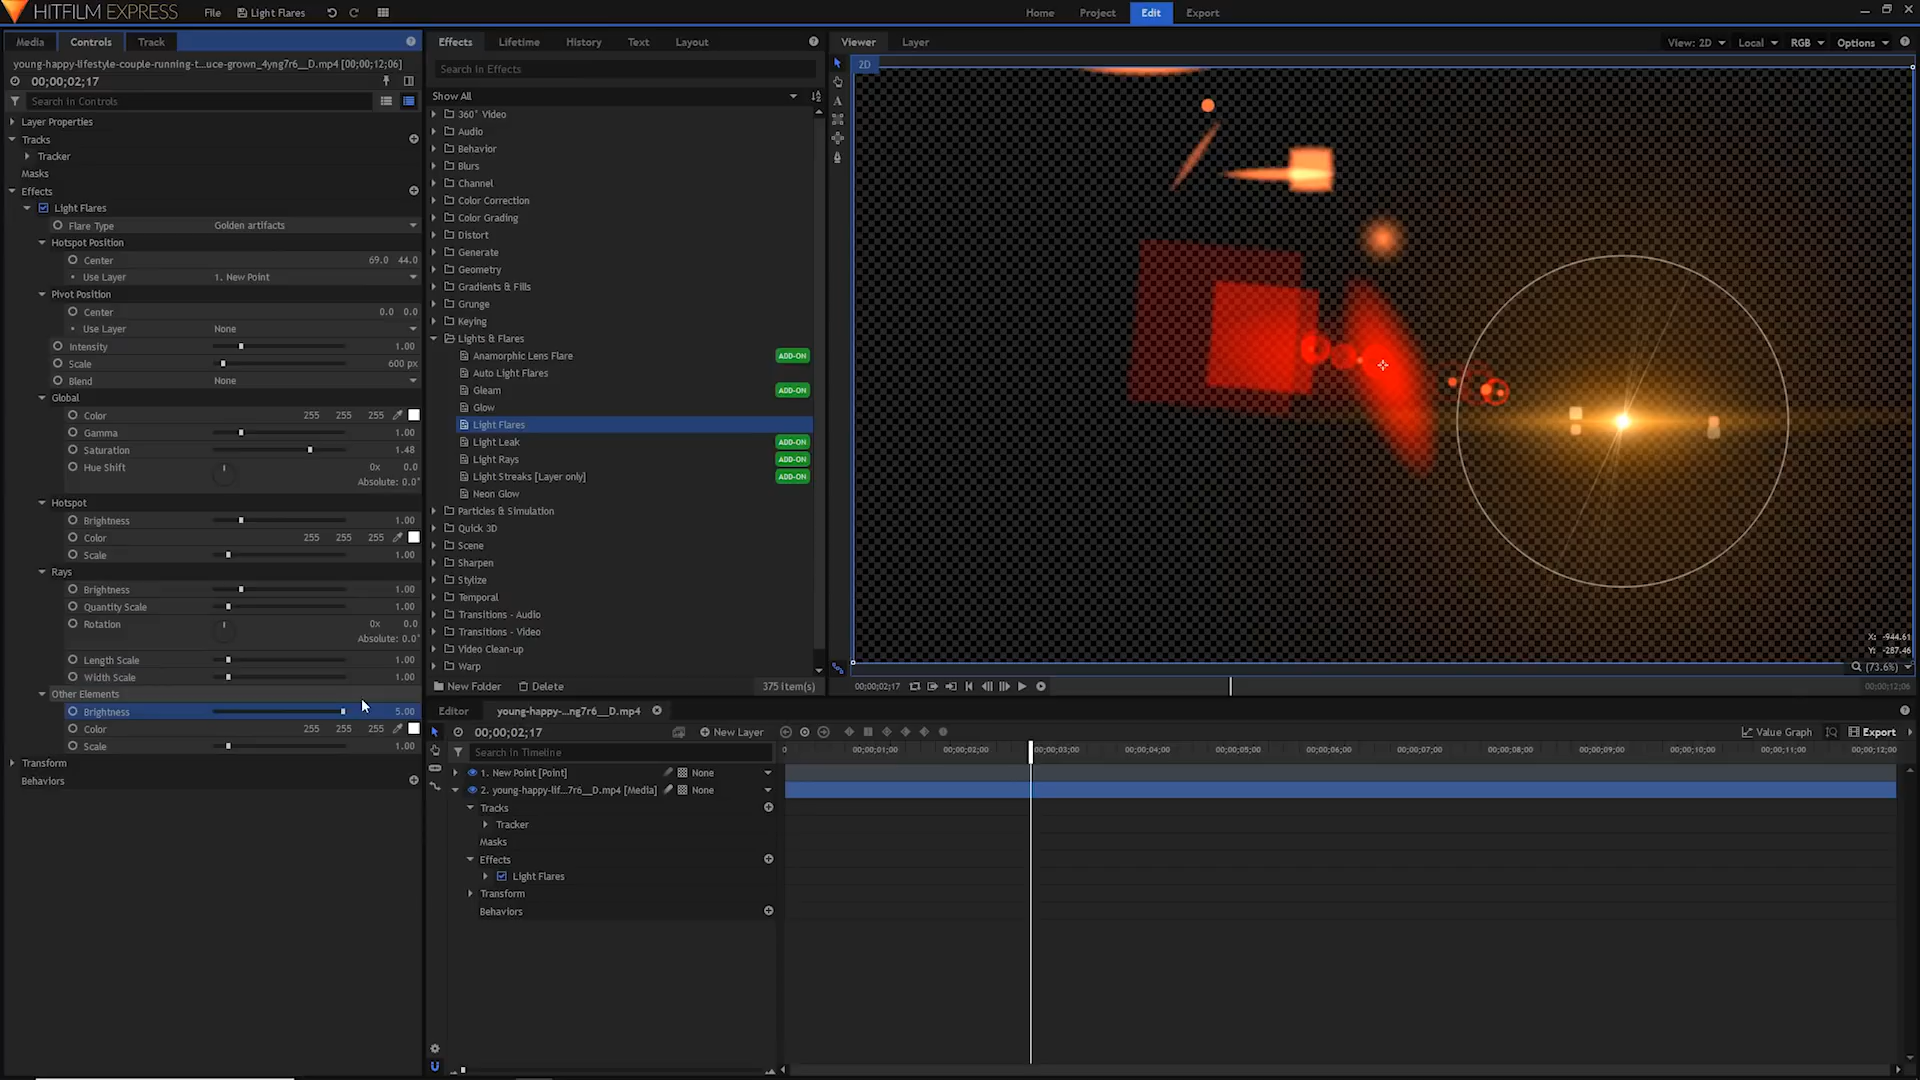 HITFILM EXPRESS
File
Light Flares
Home
Project
Edit
Export
Media
Controls
Track
young-happy-lifestyle-couple-running-t...uce-grown_4yng7r6__D.mp4 [00;00;12;06]
00;00;02;17
Search In Controls
Layer Properties
Tracks
Tracker
Masks
Effects
Light Flares
Flare Type Golden artifacts
Hotspot Position
Center 69.0 44.0
Use Layer 1. New Point
Pivot Position
Center 0.0 0.0
Use Layer None
Intensity 1.00
Scale 600 px
Blend None
Global
Color 255 255 255
Gamma 1.00
Saturation 1.48
Hue Shift 0x 0.0
Absolute: 0.0°
Hotspot
Brightness 1.00
Color 255 255 255
Scale 1.00
Rays
Brightness 1.00
Quantity Scale 1.00
Rotation 0x 0.0
Absolute: 0.0°
Length Scale 1.00
Width Scale 1.00
Other Elements
Brightness 5.00
Color 255 255 255
Scale 1.00
Transform
Behaviors
Effects
Lifetime
History
Text
Layout
Search In Effects
Show All
360° Video
Audio
Behavior
Blurs
Channel
Color Correction
Color Grading
Distort
Generate
Geometry
Gradients & Fills
Grunge
Keying
Lights & Flares
Anamorphic Lens Flare ADD-ON
Auto Light Flares
Gleam ADD-ON
Glow
Light Flares
Light Leak ADD-ON
Light Rays ADD-ON
Light Streaks [Layer only] ADD-ON
Neon Glow
Particles & Simulation
Quick 3D
Scene
Sharpen
Stylize
Temporal
Transitions - Audio
Transitions - Video
Video Clean-up
Warp
New Folder
Delete
375 Item(s)
Viewer
Layer
View: 2D
Local
RGB
Options
2D
X: -944.61
Y: -287.46
(73.6%)
00;00;02;17
00;00;12;06
Editor
young-happy-...ng7r6__D.mp4
00;00;02;17
New Layer
Value Graph
Export
Search In Timeline
0 00;00;01;00 00;00;02;00 00;00;03;00 00;00;04;00 00;00;05;00 00;00;06;00 00;00;07;00 00;00;08;00 00;00;09;00 00;00;10;00 00;00;11;00 00;00;12;00
1. New Point [Point] None
2. young-happy-lif...7r6__D.mp4 [Media] None
Tracks
Tracker
Masks
Effects
Light Flares
Transform
Behaviors